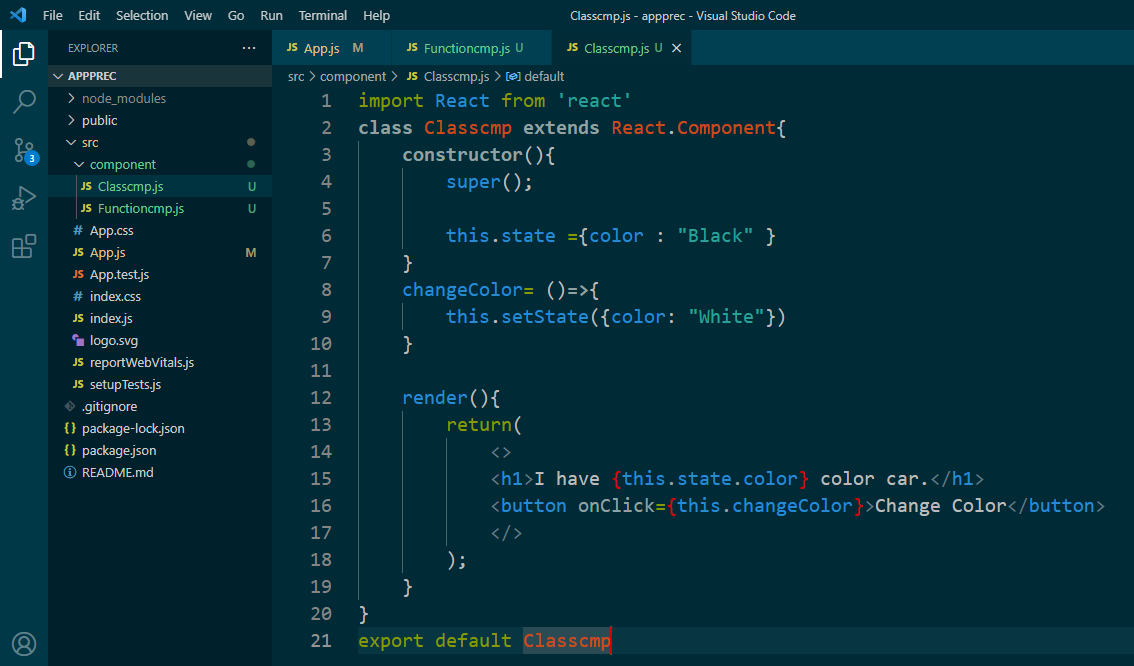 File Edit Selection View Go Run Terminal Help Classcmp.js - appprec - Visual Studio Code
EXPLORER ···
JS App.js M JS Functioncmp.js U JS Classcmp.js U ×
APPPREC
node_modules
public
src
component
JS Classcmp.js U
JS Functioncmp.js U
# App.css
JS App.js M
JS App.test.js
# index.css
JS index.js
logo.svg
JS reportWebVitals.js
JS setupTests.js
.gitignore
{} package-lock.json
{} package.json
README.md
3
src > component > JS Classcmp.js > default
1 import React from 'react'
2 class Classcmp extends React.Component{
3 constructor(){
4 super();
5
6 this.state ={color : "Black" }
7 }
8 changeColor= ()=>{
9 this.setState({color: "White"})
10 }
11
12 render(){
13 return(
14 <>
15 <h1>I have {this.state.color} color car.</h1>
16 <button onClick={this.changeColor}>Change Color</button>
17 </>
18 );
19 }
20 }
21 export default Classcmp